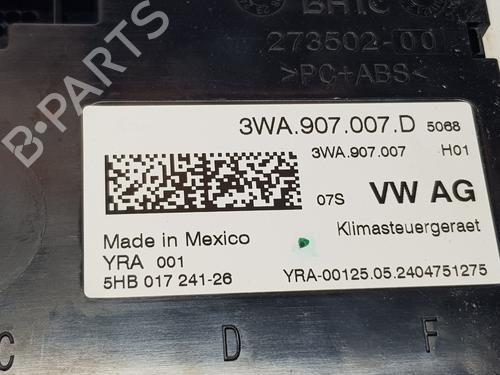 BHTC
273502-00
>PC+ABS<
3WA.907.007.D 5068
3WA.907.007 H01
07S VW AG
Made in Mexico Klimasteuergeraet
YRA 001
5HB 017 241-26 YRA-00125.05.2404751275
C D F
B-PARTS